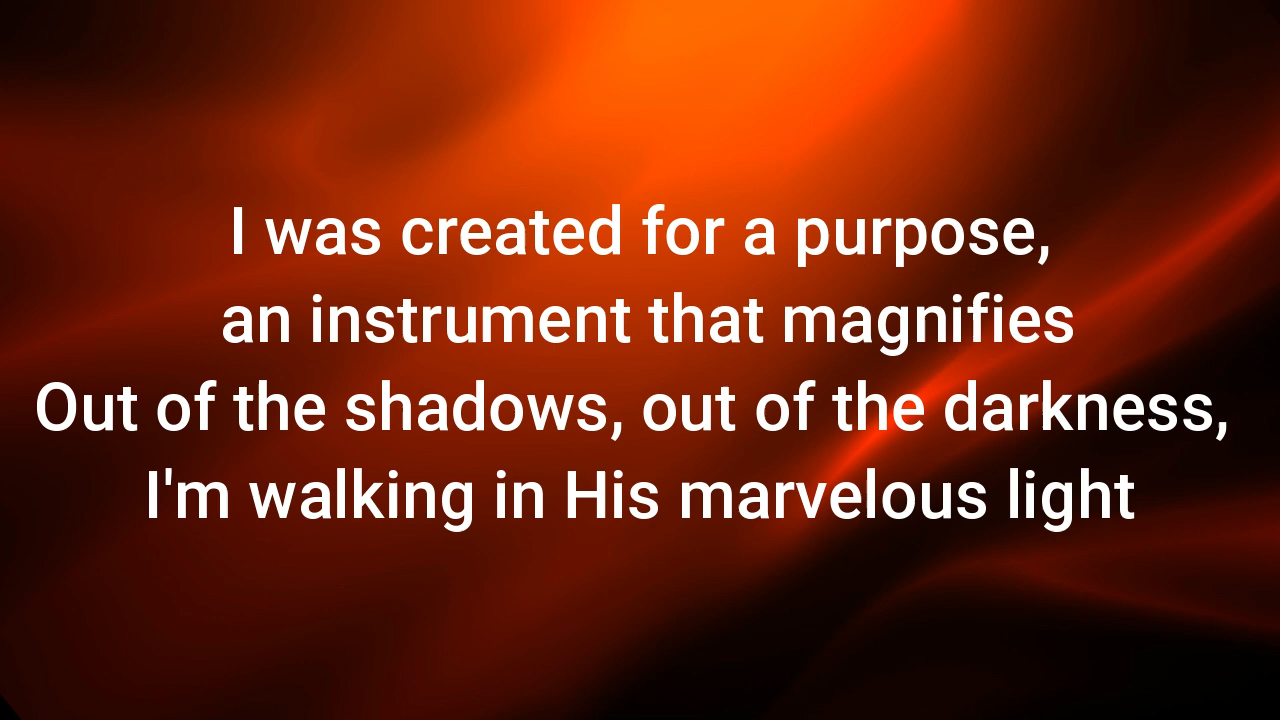 I was created for a purpose,
an instrument that magnifies
Out of the shadows, out of the darkness,
I'm walking in His marvelous light